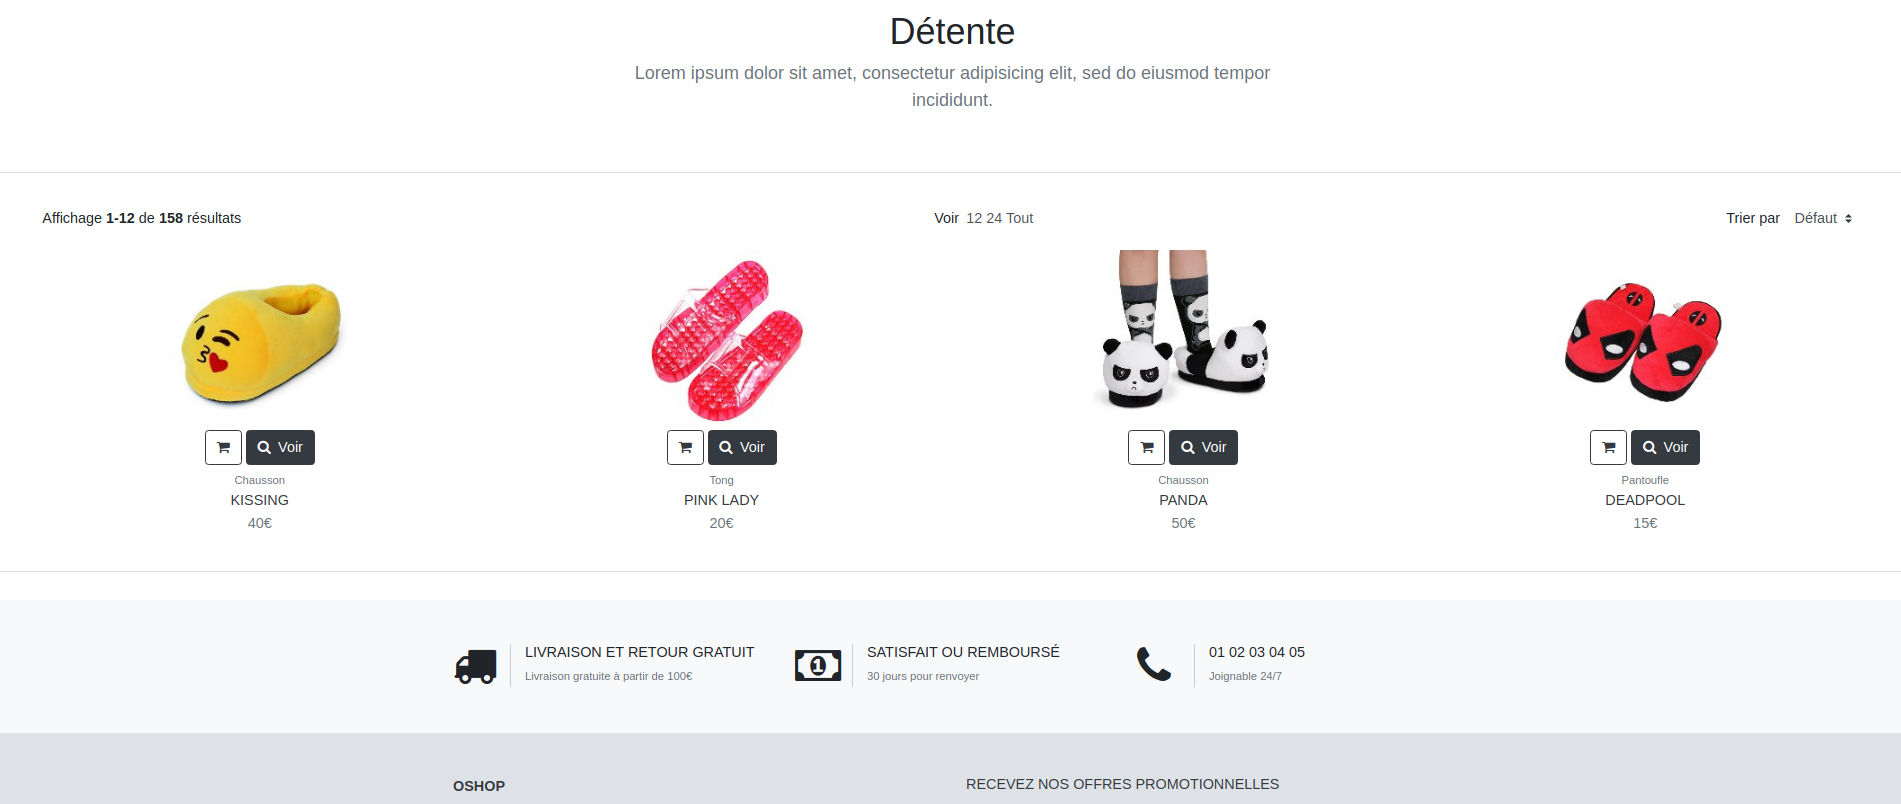 Détente
Lorem ipsum dolor sit amet, consectetur adipisicing elit, sed do eiusmod tempor
incididunt.
Affichage 1-12 de 158 résultats
Voir 12 24 Tout
Trier par Défaut
Voir
Voir
Voir
Voir
Chausson
KISSING
40€
Tong
PINK LADY
20€
Chausson
PANDA
50€
Pantoufle
DEADPOOL
15€
LIVRAISON ET RETOUR GRATUIT
Livraison gratuite à partir de 100€
1
SATISFAIT OU REMBOURSÉ
30 jours pour renvoyer
01 02 03 04 05
Joignable 24/7
OSHOP
RECEVEZ NOS OFFRES PROMOTIONNELLES